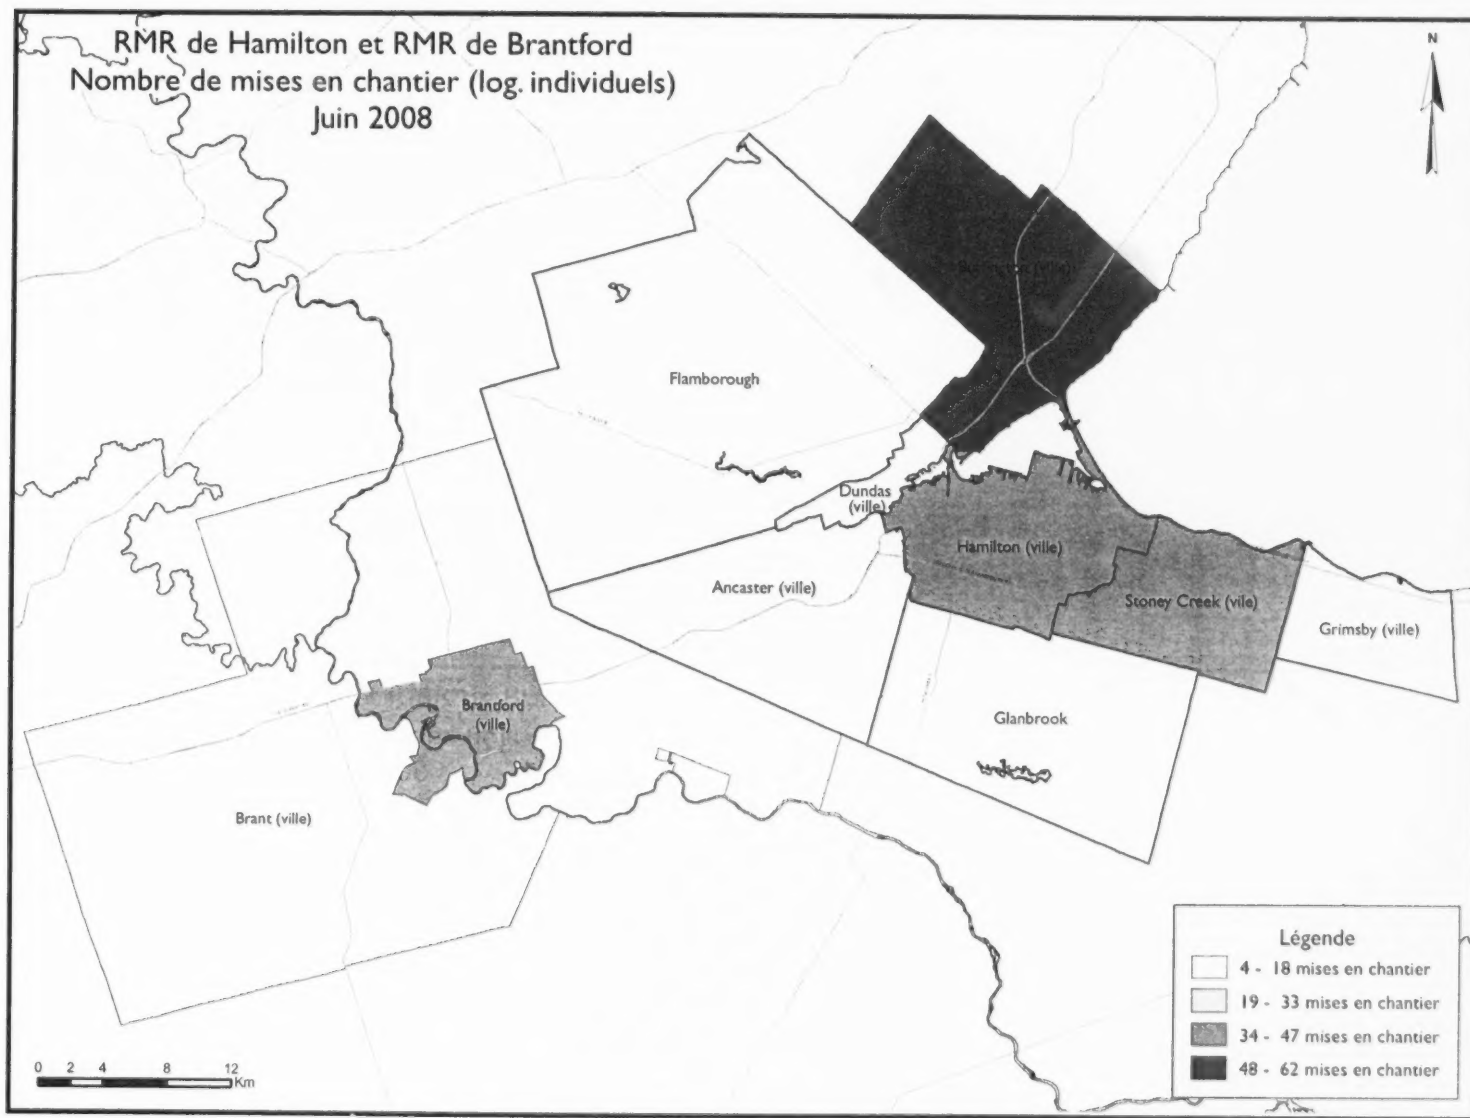 RMR de Hamilton et RMR de Brantford
Nombre de mises en chantier (log. individuels)
Juin 2008
N
Burlington (ville)
Flamborough
Dundas
(ville)
Hamilton (ville)
Ancaster (ville)
Stoney Creek (vile)
Grimsby (ville)
Brantford
(ville)
Glanbrook
Brant (ville)
Légende
4 - 18 mises en chantier
19 - 33 mises en chantier
34 - 47 mises en chantier
48 - 62 mises en chantier
0 2 4 8 12
Km